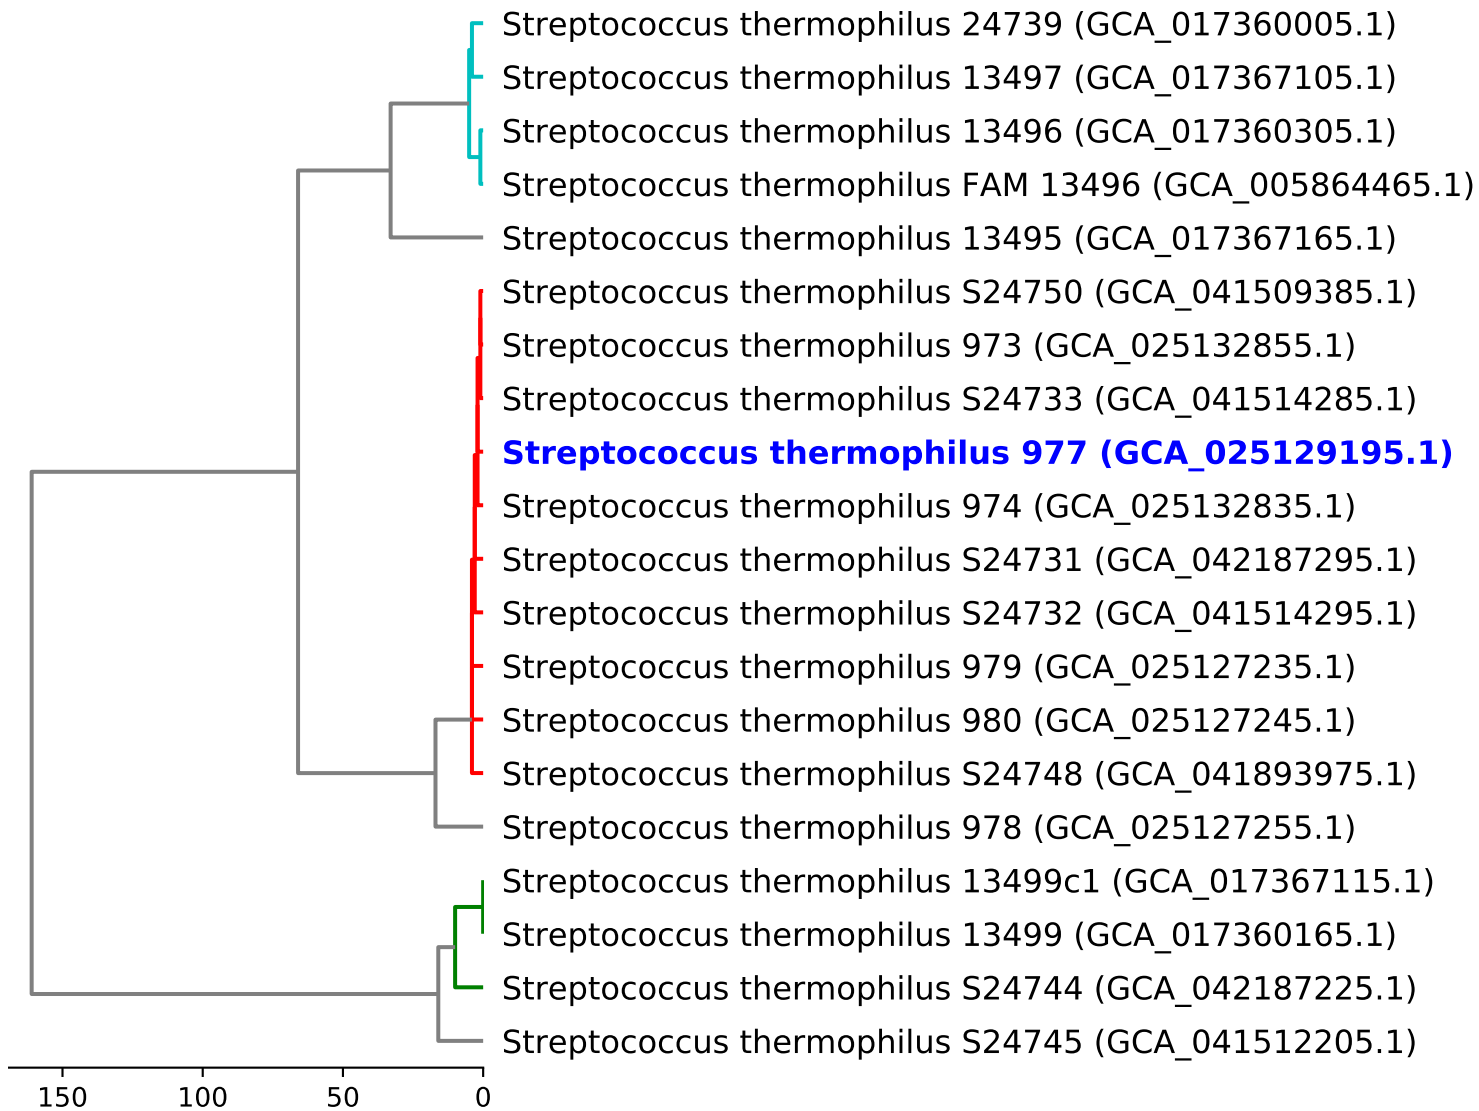 Streptococcus thermophilus 24739 (GCA_017360005.1)
Streptococcus thermophilus 13497 (GCA_017367105.1)
Streptococcus thermophilus 13496 (GCA_017360305.1)
Streptococcus thermophilus FAM 13496 (GCA_005864465.1)
Streptococcus thermophilus 13495 (GCA_017367165.1)
Streptococcus thermophilus S24750 (GCA_041509385.1)
Streptococcus thermophilus 973 (GCA_025132855.1)
Streptococcus thermophilus S24733 (GCA_041514285.1)
Streptococcus thermophilus 977 (GCA_025129195.1)
Streptococcus thermophilus 974 (GCA_025132835.1)
Streptococcus thermophilus S24731 (GCA_042187295.1)
Streptococcus thermophilus S24732 (GCA_041514295.1)
Streptococcus thermophilus 979 (GCA_025127235.1)
Streptococcus thermophilus 980 (GCA_025127245.1)
Streptococcus thermophilus S24748 (GCA_041893975.1)
Streptococcus thermophilus 978 (GCA_025127255.1)
Streptococcus thermophilus 13499c1 (GCA_017367115.1)
Streptococcus thermophilus 13499 (GCA_017360165.1)
Streptococcus thermophilus S24744 (GCA_042187225.1)
Streptococcus thermophilus S24745 (GCA_041512205.1)
150 100 50 0